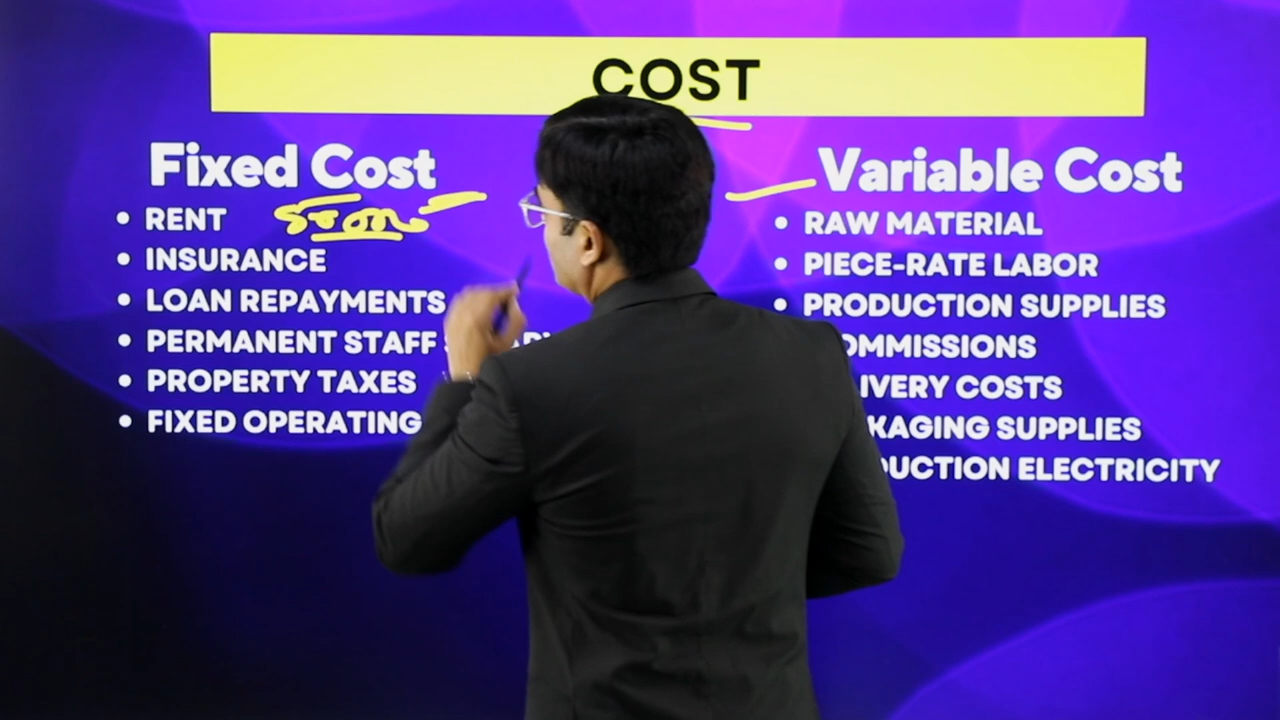 COST
Fixed Cost
RENT
INSURANCE
LOAN REPAYMENTS
PERMANENT STAFF
PROPERTY TAXES
FIXED OPERATING
Variable Cost
RAW MATERIAL
PIECE-RATE LABOR
PRODUCTION SUPPLIES
OMMISSIONS
IVERY COSTS
KAGING SUPPLIES
UCTION ELECTRICITY